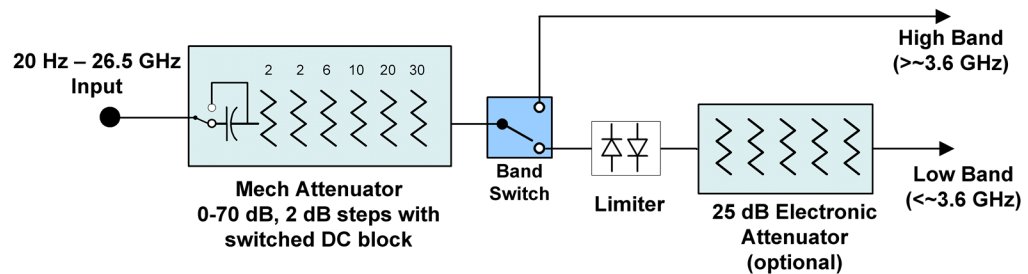 20 Hz – 26.5 GHz
Input
2 2 6 10 20 30
Mech Attenuator
0-70 dB, 2 dB steps with
switched DC block
Band
Switch
Limiter
25 dB Electronic
Attenuator
(optional)
High Band
(>~3.6 GHz)
Low Band
(<~3.6 GHz)